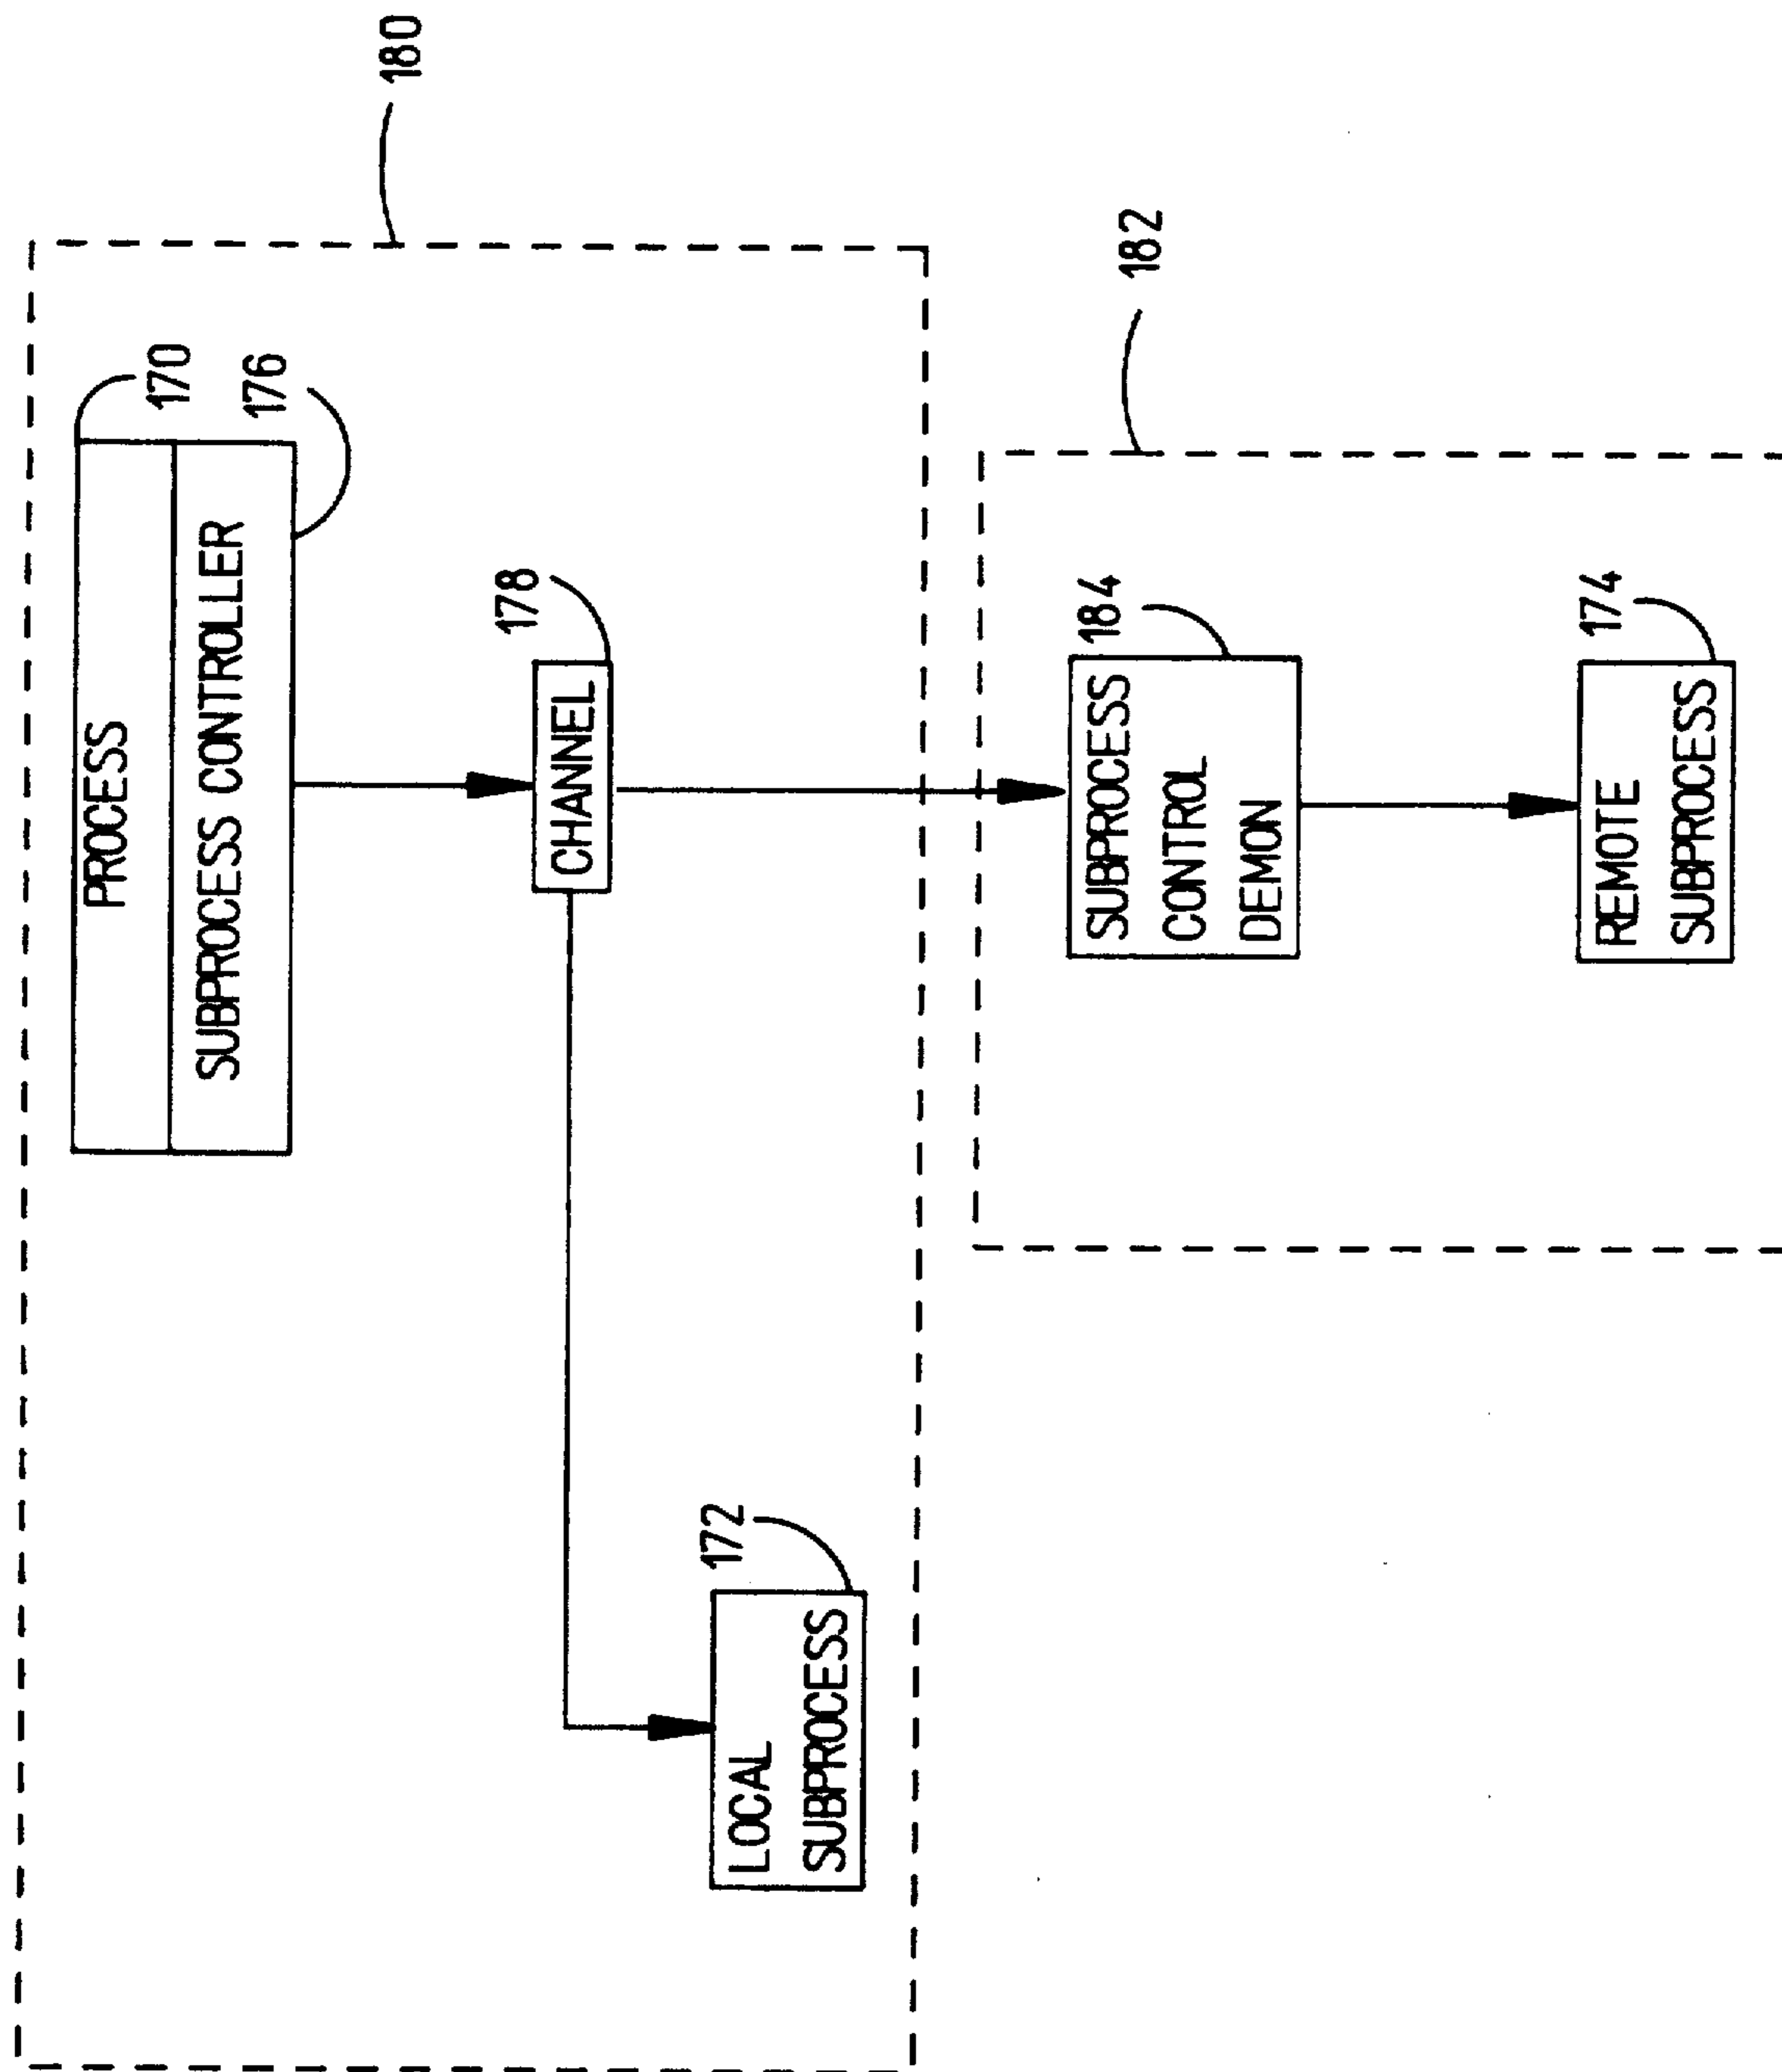 180
PROCESS
170
SUBPROCESS CONTROLLER
176
CHANNEL
178
LOCAL
SUBPROCESS
172
182
SUBPROCESS
CONTROL
DEMON
184
REMOTE
SUBPROCESS
174